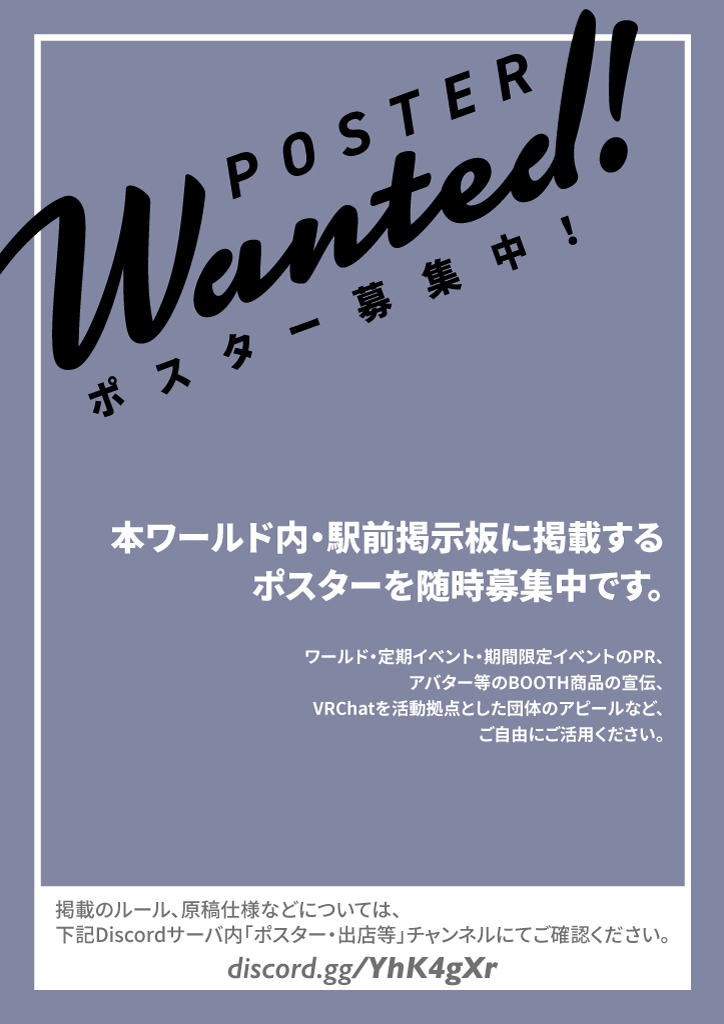 POSTER
Wanted!
ポスター募集中!
本ワールド内・駅前掲示板に掲載する
ポスターを随時募集中です。
ワールド・定期イベント・期間限定イベントのPR、
アバター等のBOOTH商品の宣伝、
VRChatを活動拠点とした団体のアピールなど、
ご自由にご活用ください。
掲載のルール、原稿仕様などについては、
下記Discordサーバ内「ポスター・出店等」チャンネルにてご確認ください。
discord.gg/YhK4gXr